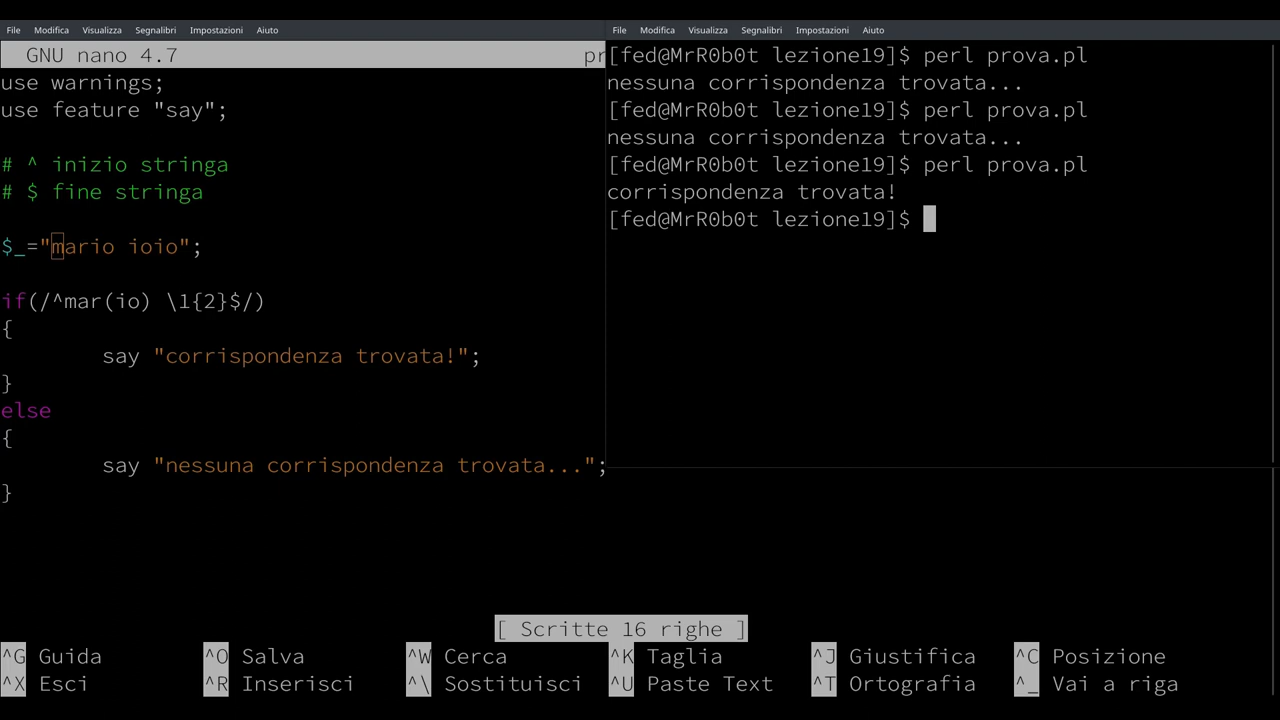 File Modifica Visualizza Segnalibri Impostazioni Aiuto
GNU nano 4.7 pr
use warnings;
use feature "say";
# ^ inizio stringa
# $ fine stringa
$_="mario ioio";
if(/^mar(io) \1{2}$/)
{
say "corrispondenza trovata!";
}
else
{
say "nessuna corrispondenza trovata...";
}
[ Scritte 16 righe ]
^G Guida ^O Salva ^W Cerca ^K Taglia ^J Giustifica ^C Posizione
^X Esci ^R Inserisci ^\ Sostituisci ^U Paste Text ^T Ortografia ^_ Vai a riga
File Modifica Visualizza Segnalibri Impostazioni Aiuto
[fed@MrR0b0t lezione19]$ perl prova.pl
nessuna corrispondenza trovata...
[fed@MrR0b0t lezione19]$ perl prova.pl
nessuna corrispondenza trovata...
[fed@MrR0b0t lezione19]$ perl prova.pl
corrispondenza trovata!
[fed@MrR0b0t lezione19]$